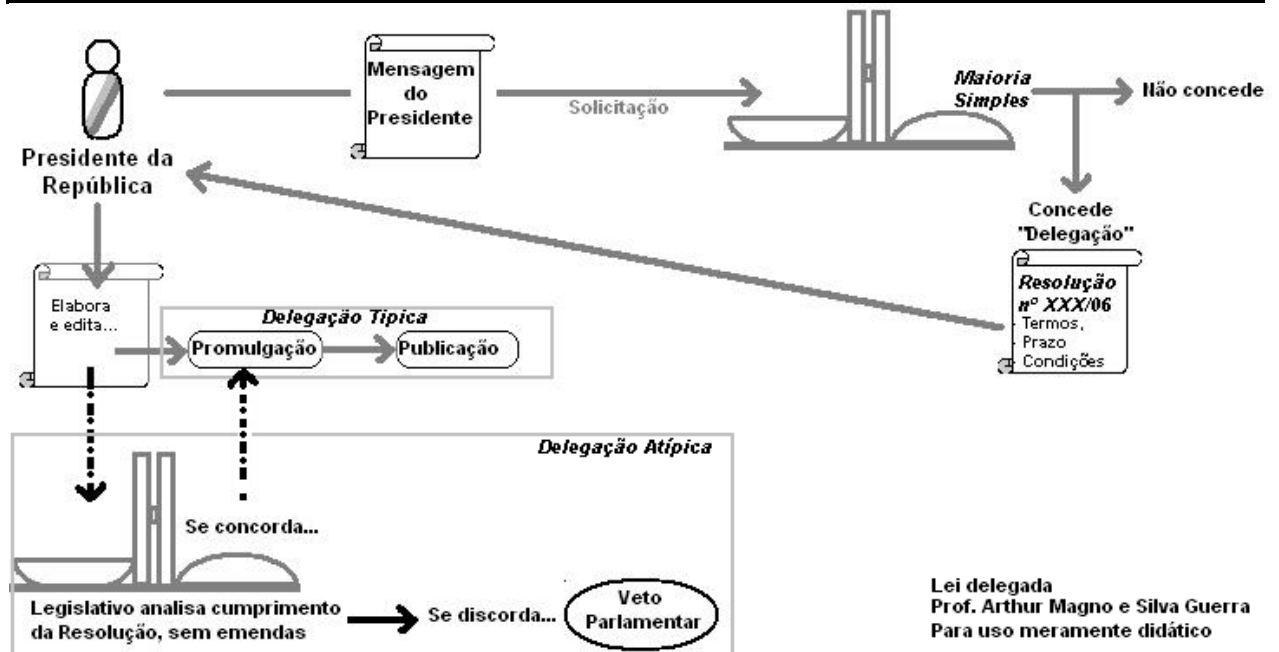 Mensagem
do
Presidente
Solicitação
Maioria
Simples
Não concede
Presidente da
República
Concede
"Delegação"
Resolução
nº XXX/06
- Termos,
- Prazo
- Condições
Elabora
e edita...
Delegação Típica
Promulgação
Publicação
Delegação Atípica
Se concorda...
Legislativo analisa cumprimento
da Resolução, sem emendas
Se discorda...
Veto
Parlamentar
Lei delegada
Prof. Arthur Magno e Silva Guerra
Para uso meramente didático